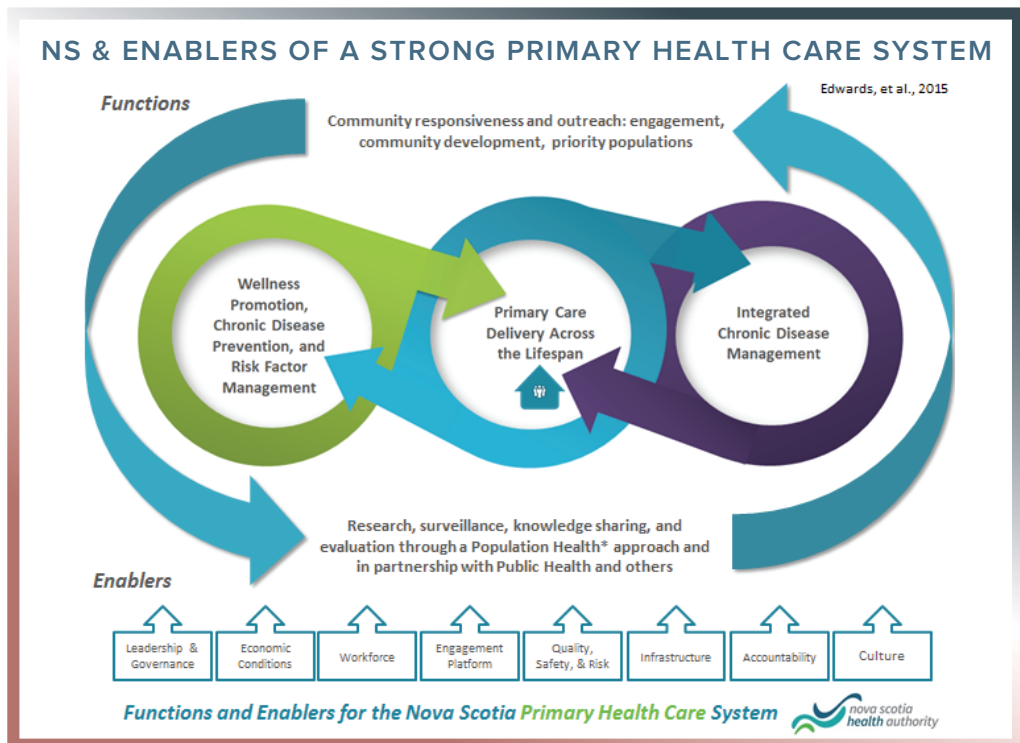 NS & ENABLERS OF A STRONG PRIMARY HEALTH CARE SYSTEM
Edwards, et al., 2015
Functions
Community responsiveness and outreach: engagement,
community development, priority populations
Wellness
Promotion,
Chronic Disease
Prevention, and
Risk Factor
Management
Primary Care
Delivery Across
the Lifespan
Integrated
Chronic Disease
Management
Research, surveillance, knowledge sharing, and
evaluation through a Population Health* approach and
in partnership with Public Health and others
Enablers
Leadership &
Governance
Economic
Conditions
Workforce
Engagement
Platform
Quality,
Safety, & Risk
Infrastructure
Accountability
Culture
Functions and Enablers for the Nova Scotia Primary Health Care System
nova scotia
health authority